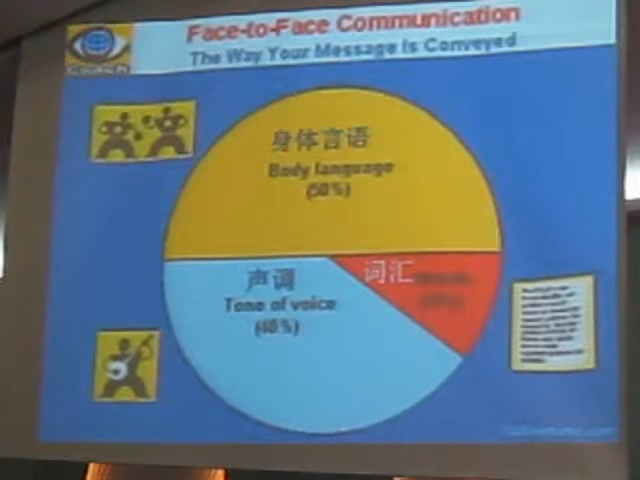 Face-to-Face Communication
The Way Your Message Is Conveyed
身体言语
Body language
(50%)
词汇
声调
Tone of voice
(40%)